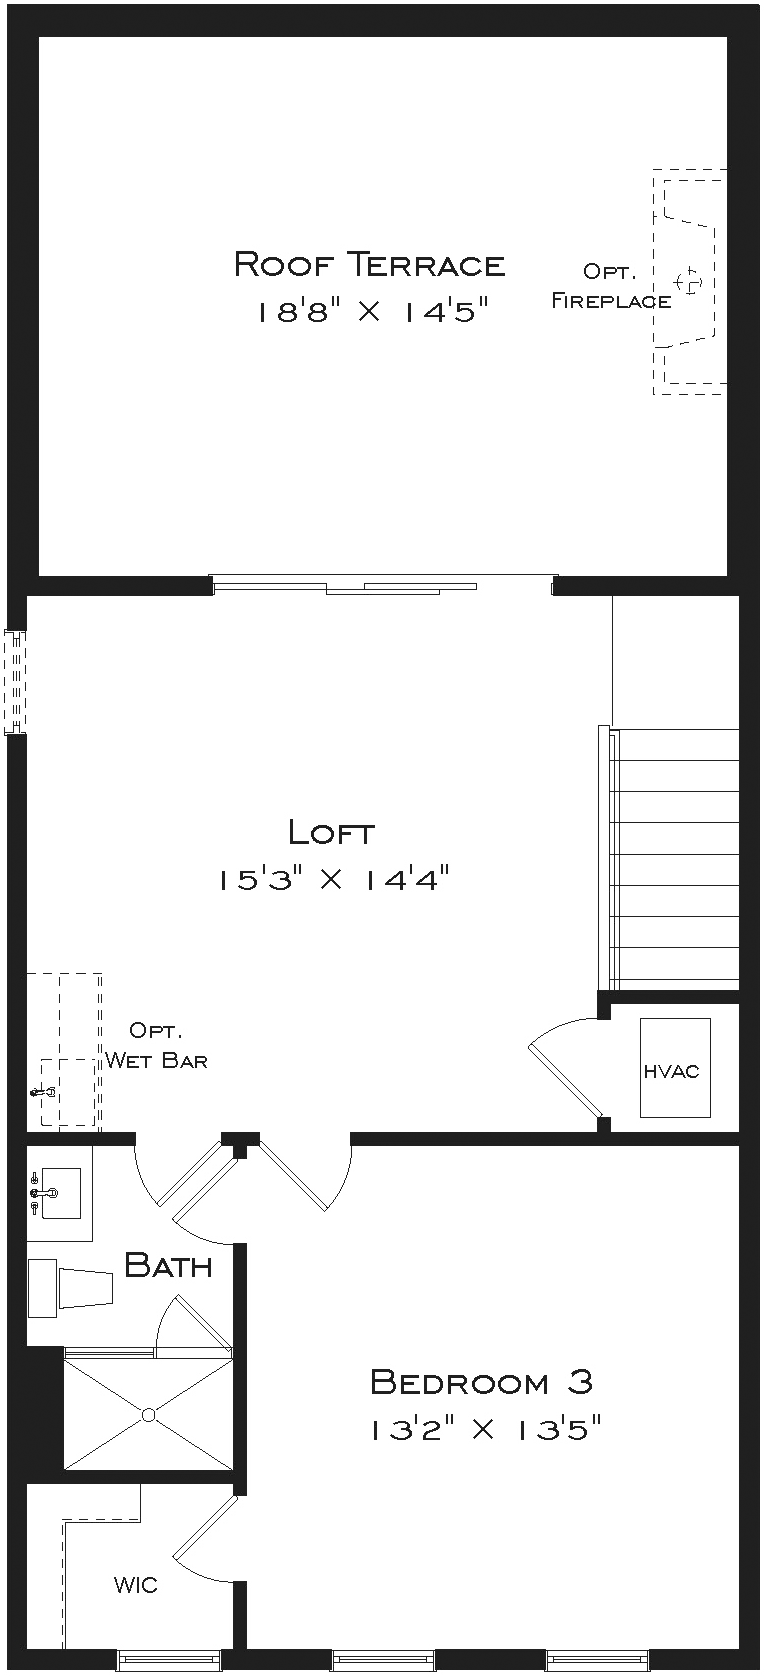 ROOF TERRACE
18'8" X 14'5"
OPT.
FIREPLACE
LOFT
15'3" X 14'4"
OPT.
WET BAR
HVAC
BATH
BEDROOM 3
13'2" X 13'5"
WIC